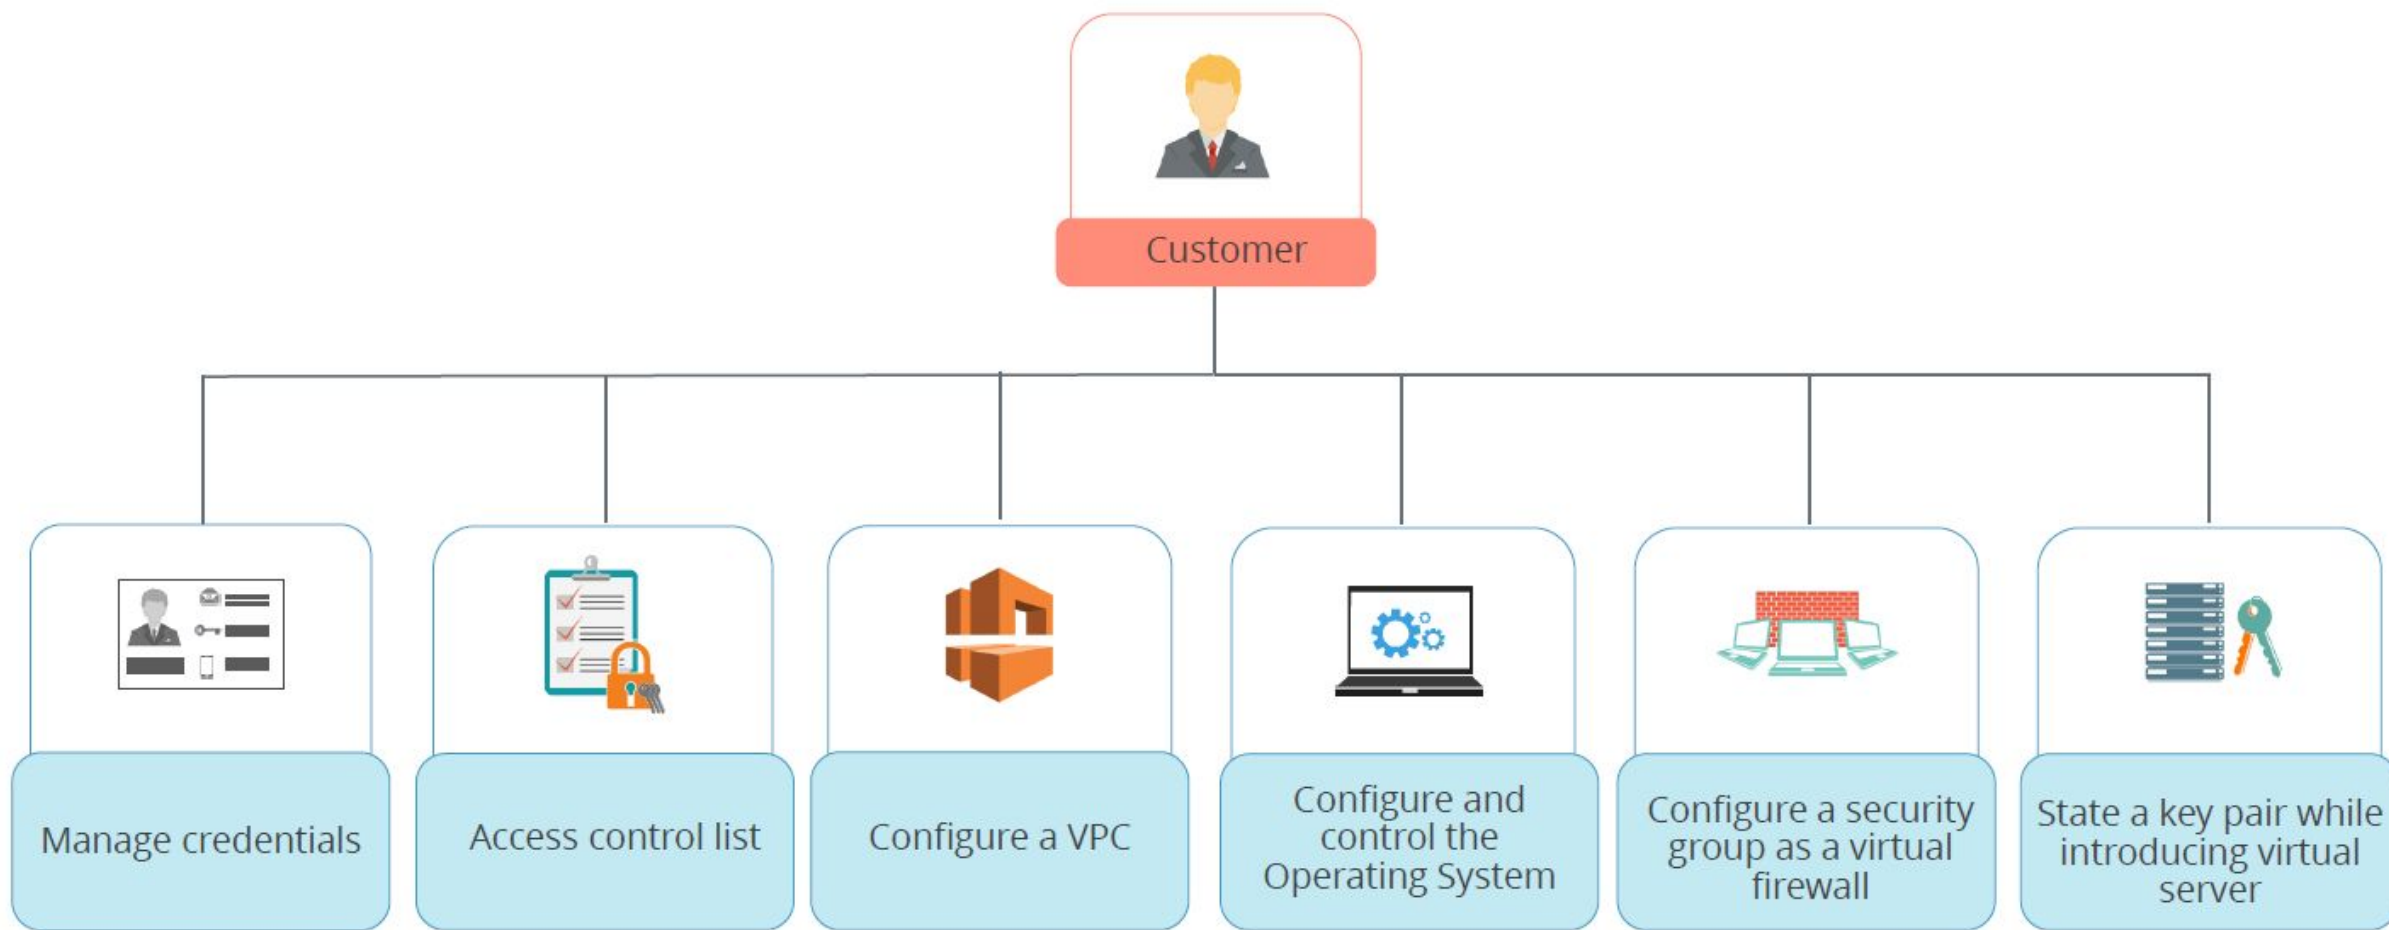 Customer
Manage credentials
Access control list
Configure a VPC
Configure and
control the
Operating System
Configure a security
group as a virtual
firewall
State a key pair while
introducing virtual
server